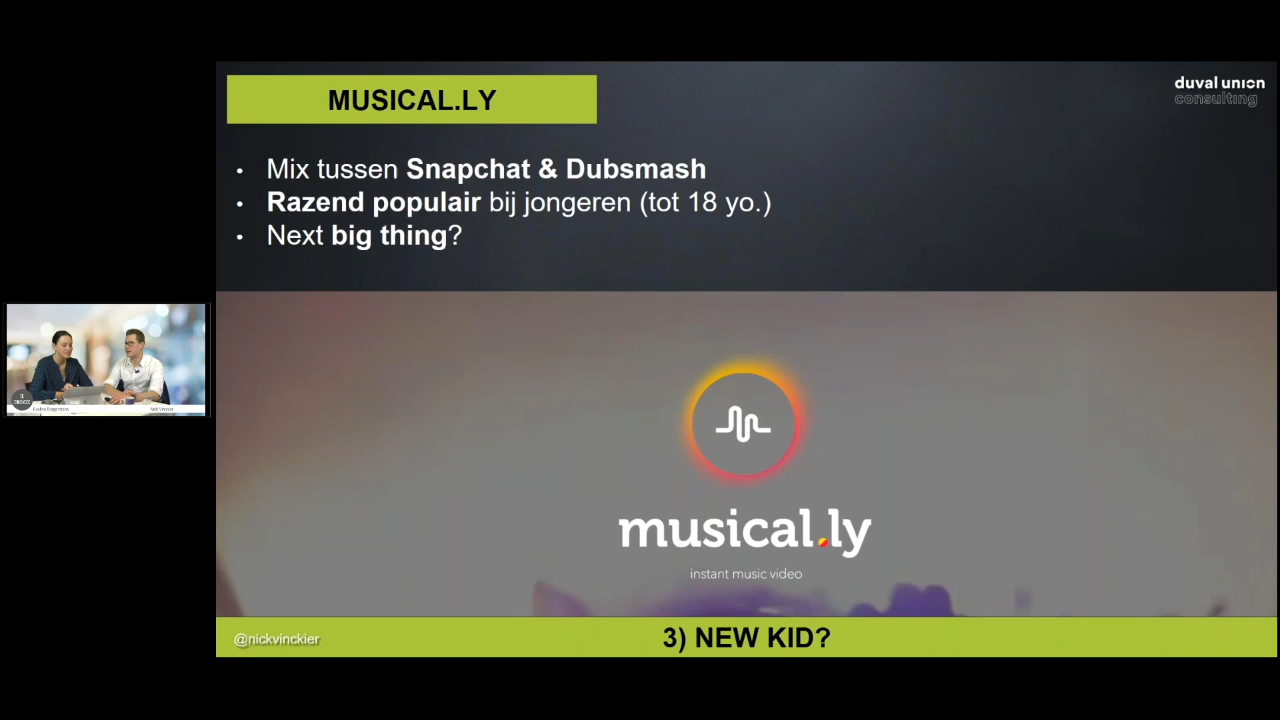 MUSICAL.LY
duval union
consulting
• Mix tussen Snapchat & Dubsmash
• Razend populair bij jongeren (tot 18 yo.)
• Next big thing?
musical.ly
instant music video
@nickvinckier
3) NEW KID?